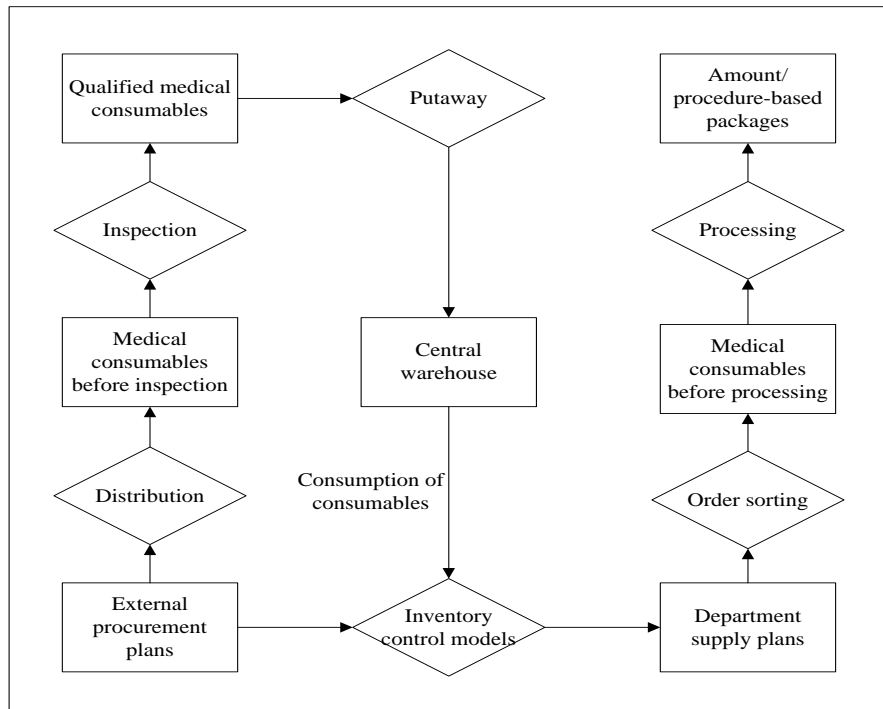 Qualified medical
consumables
Putaway
Amount/
procedure-based
packages
Inspection
Processing
Medical
consumables
before inspection
Central
warehouse
Medical
consumables
before processing
Consumption of
consumables
Distribution
Order sorting
External
procurement
plans
Inventory
control models
Department
supply plans